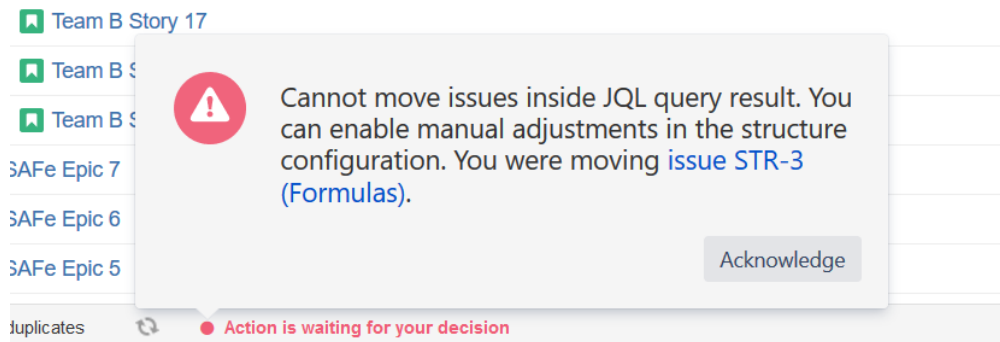 Team B Story 17
Team B S
Team B S
SAFe Epic 7
SAFe Epic 6
SAFe Epic 5
Cannot move issues inside JQL query result. You
can enable manual adjustments in the structure
configuration. You were moving issue STR-3
(Formulas).
Acknowledge
duplicates
Action is waiting for your decision